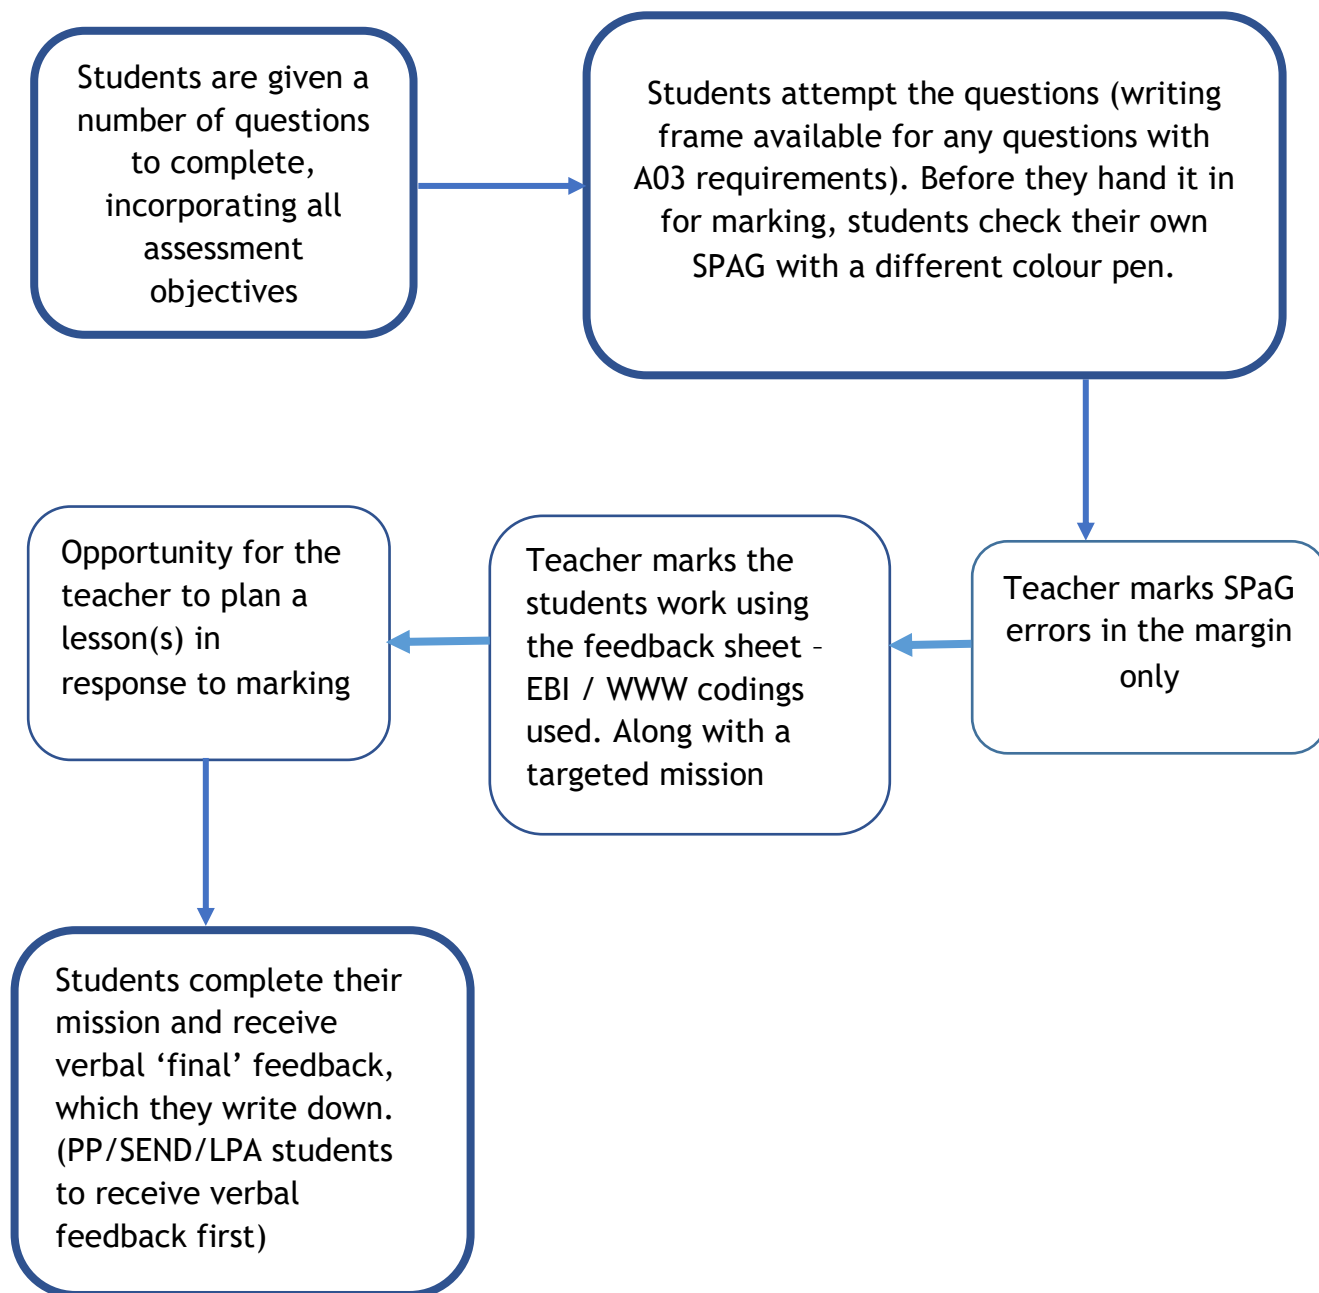 Students are given a
number of questions
to complete,
incorporating all
assessment
objectives
Students attempt the questions (writing
frame available for any questions with
A03 requirements). Before they hand it in
for marking, students check their own
SPAG with a different colour pen.
Teacher marks SPaG
errors in the margin
only
Teacher marks the
students work using
the feedback sheet –
EBI / WWW codings
used. Along with a
targeted mission
Opportunity for the
teacher to plan a
lesson(s) in
response to marking
Students complete their
mission and receive
verbal ‘final’ feedback,
which they write down.
(PP/SEND/LPA students
to receive verbal
feedback first)